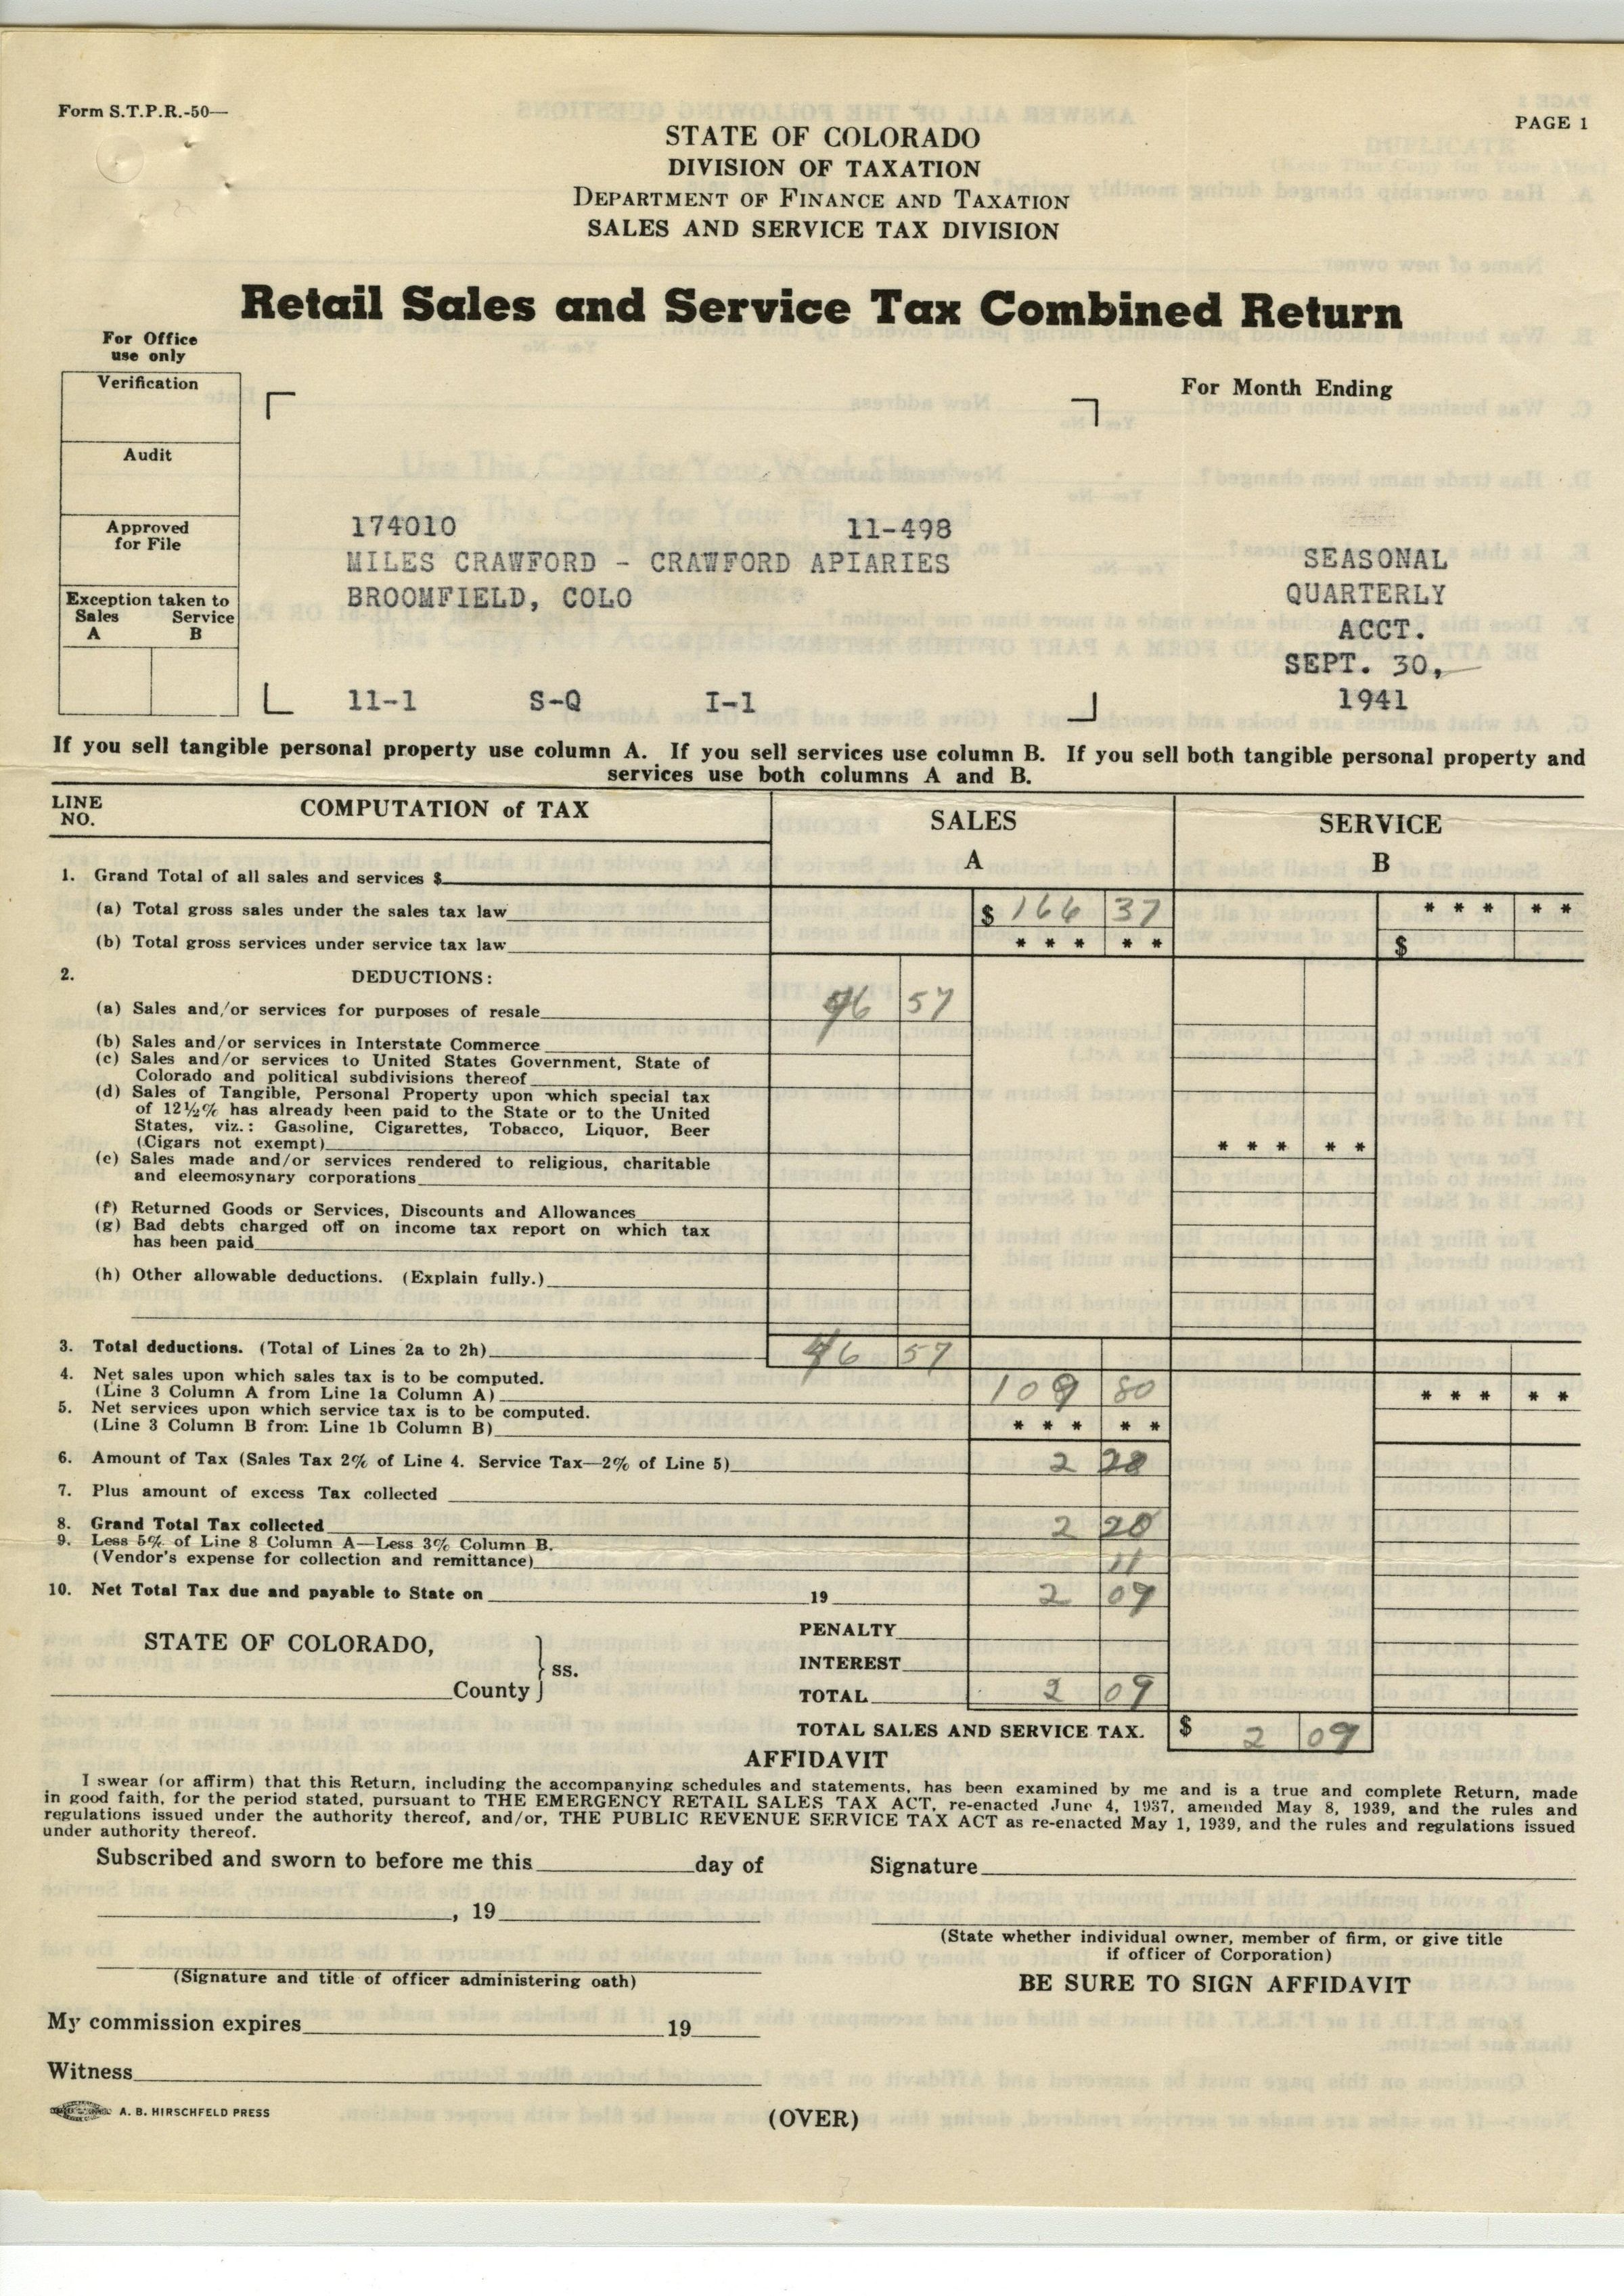 Form S.T.P.R.-50—
PAGE 1
STATE OF COLORADO
DIVISION OF TAXATION
DEPARTMENT OF FINANCE AND TAXATION
SALES AND SERVICE TAX DIVISION
Retail Sales and Service Tax Combined Return
For Office
use only
Verification
Audit
Approved
for File
Exception taken to
Sales Service
A B
For Month Ending
174010 11-498
MILES CRAWFORD - CRAWFORD APIARIES
BROOMFIELD, COLO
11-1 S-Q I-1
SEASONAL
QUARTERLY
ACCT.
SEPT. 30,
1941
If you sell tangible personal property use column A. If you sell services use column B. If you sell both tangible personal property and
services use both columns A and B.
LINE
NO.
COMPUTATION of TAX
SALES
A
SERVICE
B
1. Grand Total of all sales and services $
(a) Total gross sales under the sales tax law $ 166 37 * * * * *
(b) Total gross services under service tax law * * * * * $
2. DEDUCTIONS:
(a) Sales and/or services for purposes of resale 57
(b) Sales and/or services in Interstate Commerce
(c) Sales and/or services to United States Government, State of
Colorado and political subdivisions thereof
(d) Sales of Tangible, Personal Property upon which special tax
of 12½% has already been paid to the State or to the United
States, viz.: Gasoline, Cigarettes, Tobacco, Liquor, Beer
(Cigars not exempt) * * * * *
(e) Sales made and/or services rendered to religious, charitable
and eleemosynary corporations
(f) Returned Goods or Services, Discounts and Allowances
(g) Bad debts charged off on income tax report on which tax
has been paid
(h) Other allowable deductions. (Explain fully.)
3. Total deductions. (Total of Lines 2a to 2h) 57
4. Net sales upon which sales tax is to be computed.
(Line 3 Column A from Line 1a Column A) 109 80 * * * * *
5. Net services upon which service tax is to be computed.
(Line 3 Column B from Line 1b Column B) * * * * *
6. Amount of Tax (Sales Tax 2% of Line 4. Service Tax—2% of Line 5) 2 20
7. Plus amount of excess Tax collected
8. Grand Total Tax collected 2 20
9. Less 5% of Line 8 Column A—Less 3% Column B.
(Vendor's expense for collection and remittance) 11
10. Net Total Tax due and payable to State on 19 2 09
STATE OF COLORADO,
County
} ss.
PENALTY
INTEREST
TOTAL 2 09
TOTAL SALES AND SERVICE TAX. $ 2 09
AFFIDAVIT
I swear (or affirm) that this Return, including the accompanying schedules and statements, has been examined by me and is a true and complete Return, made
in good faith, for the period stated, pursuant to THE EMERGENCY RETAIL SALES TAX ACT, re-enacted June 4, 1937, amended May 8, 1939, and the rules and
regulations issued under the authority thereof, and/or, THE PUBLIC REVENUE SERVICE TAX ACT as re-enacted May 1, 1939, and the rules and regulations issued
under authority thereof.
Subscribed and sworn to before me this day of
, 19
(Signature and title of officer administering oath)
My commission expires 19
Witness
Signature
(State whether individual owner, member of firm, or give title
if officer of Corporation)
BE SURE TO SIGN AFFIDAVIT
A. B. HIRSCHFELD PRESS
(OVER)